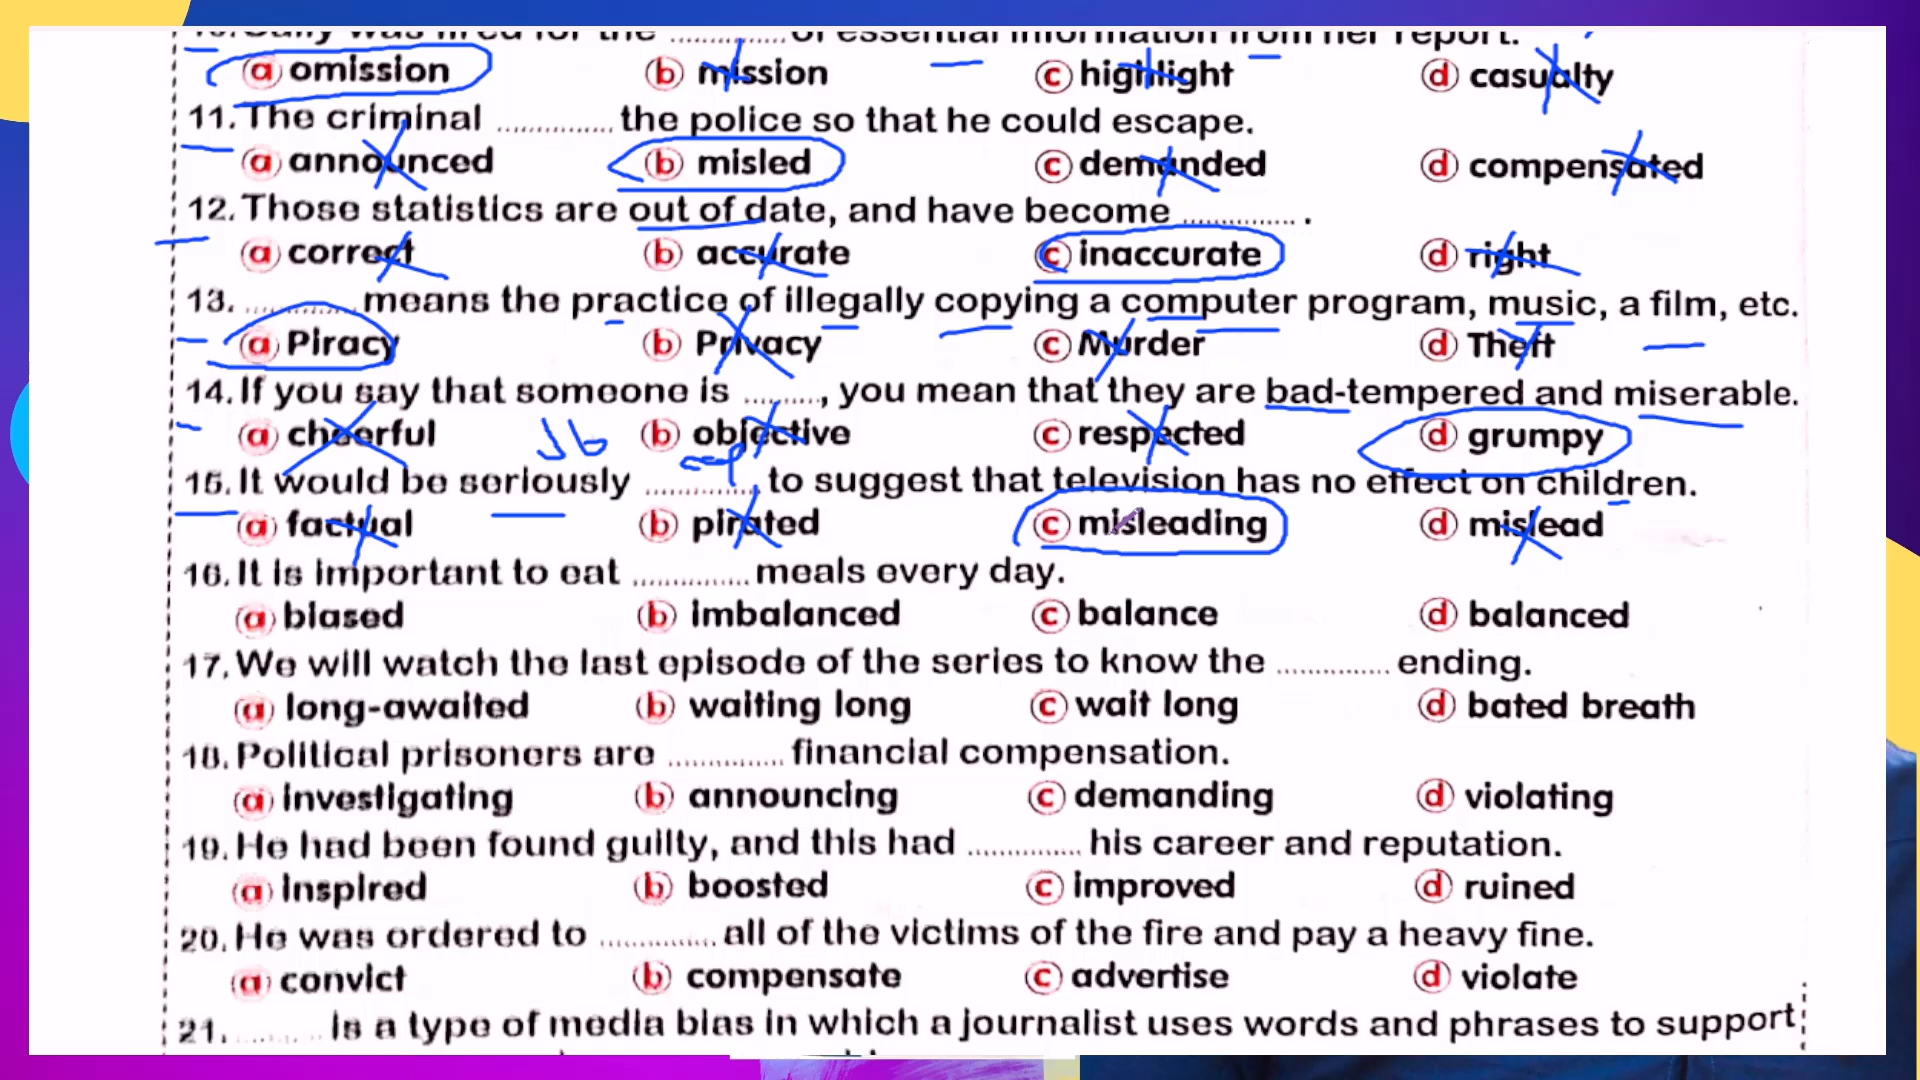 of essential information from her report.
a omission b mission c highlight d casualty
11. The criminal .............. the police so that he could escape.
a announced b misled c demanded d compensated
12. Those statistics are out of date, and have become .............. .
a correct b accurate c inaccurate d right
13. .............. means the practice of illegally copying a computer program, music, a film, etc.
a Piracy b Privacy c Murder d Theft
14. If you say that someone is .........., you mean that they are bad-tempered and miserable.
a cheerful b objective c respected d grumpy
15. It would be seriously .............. to suggest that television has no effect on children.
a factual b pirated c misleading d mislead
16. It is important to eat .............. meals every day.
a biased b imbalanced c balance d balanced
17. We will watch the last episode of the series to know the .............. ending.
a long-awaited b waiting long c wait long d bated breath
18. Political prisoners are .............. financial compensation.
a investigating b announcing c demanding d violating
19. He had been found guilty, and this had .............. his career and reputation.
a inspired b boosted c improved d ruined
20. He was ordered to .............. all of the victims of the fire and pay a heavy fine.
a convict b compensate c advertise d violate
21. .......... is a type of media bias in which a journalist uses words and phrases to support